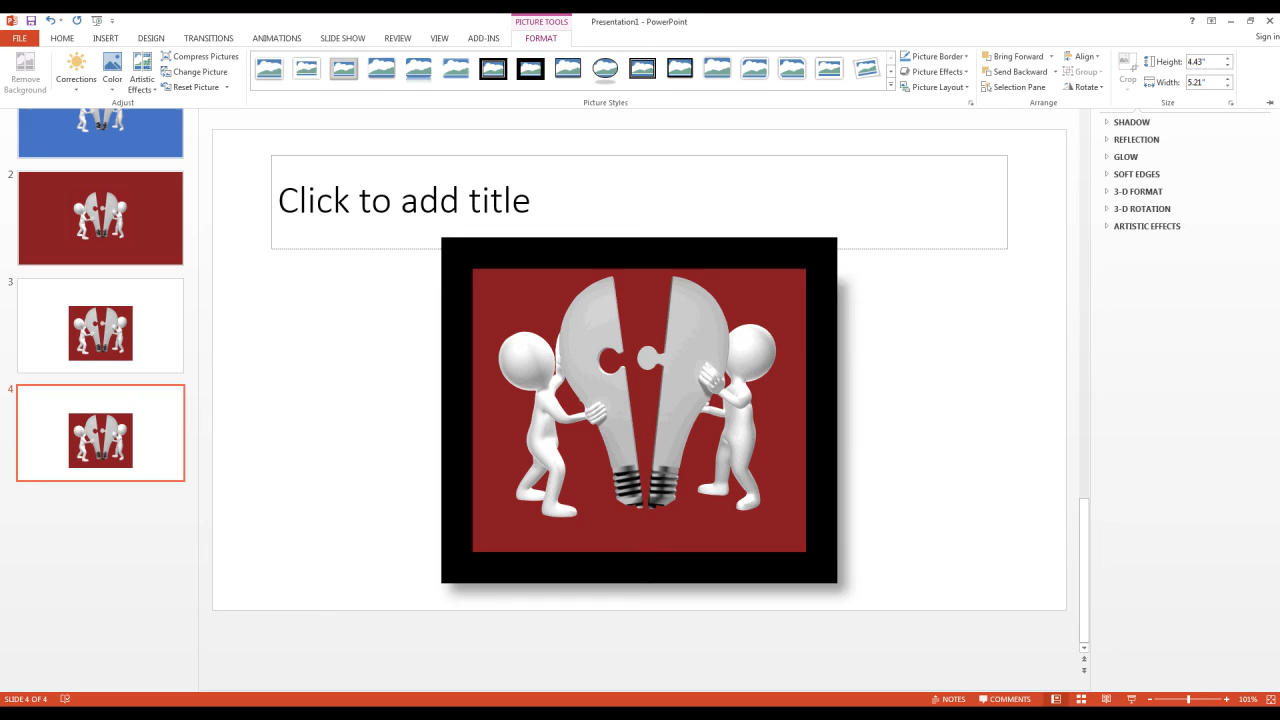 PICTURE TOOLS
Presentation1 - PowerPoint
?
Sign in
FILE HOME INSERT DESIGN TRANSITIONS ANIMATIONS SLIDE SHOW REVIEW VIEW ADD-INS FORMAT
Remove Background
Corrections
Color
Artistic Effects
Compress Pictures
Change Picture
Reset Picture
Adjust
Picture Styles
Picture Border
Picture Effects
Picture Layout
Bring Forward
Send Backward
Selection Pane
Align
Group
Rotate
Arrange
Crop
Height: 4.43"
Width: 5.21"
Size
2
3
4
Click to add title
SHADOW
REFLECTION
GLOW
SOFT EDGES
3-D FORMAT
3-D ROTATION
ARTISTIC EFFECTS
SLIDE 4 OF 4
NOTES
COMMENTS
101%